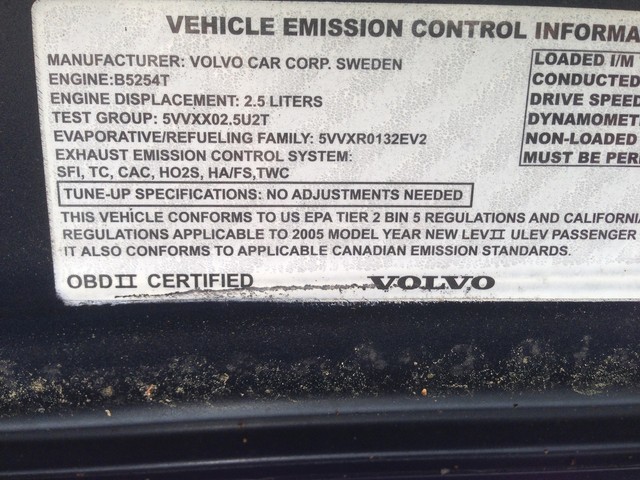 VEHICLE EMISSION CONTROL INFORMA
MANUFACTURER: VOLVO CAR CORP. SWEDEN
ENGINE:B5254T
ENGINE DISPLACEMENT: 2.5 LITERS
TEST GROUP: 5VVXX02.5U2T
EVAPORATIVE/REFUELING FAMILY: 5VVXR0132EV2
EXHAUST EMISSION CONTROL SYSTEM:
SFI, TC, CAC, HO2S, HA/FS,TWC
TUNE-UP SPECIFICATIONS: NO ADJUSTMENTS NEEDED
LOADED I/M
CONDUCTED
DRIVE SPEED
DYNAMOMET
NON-LOADED
MUST BE PER
THIS VEHICLE CONFORMS TO US EPA TIER 2 BIN 5 REGULATIONS AND CALIFORNIA
REGULATIONS APPLICABLE TO 2005 MODEL YEAR NEW LEVII ULEV PASSENGER
IT ALSO CONFORMS TO APPLICABLE CANADIAN EMISSION STANDARDS.
OBD II CERTIFIED VOLVO